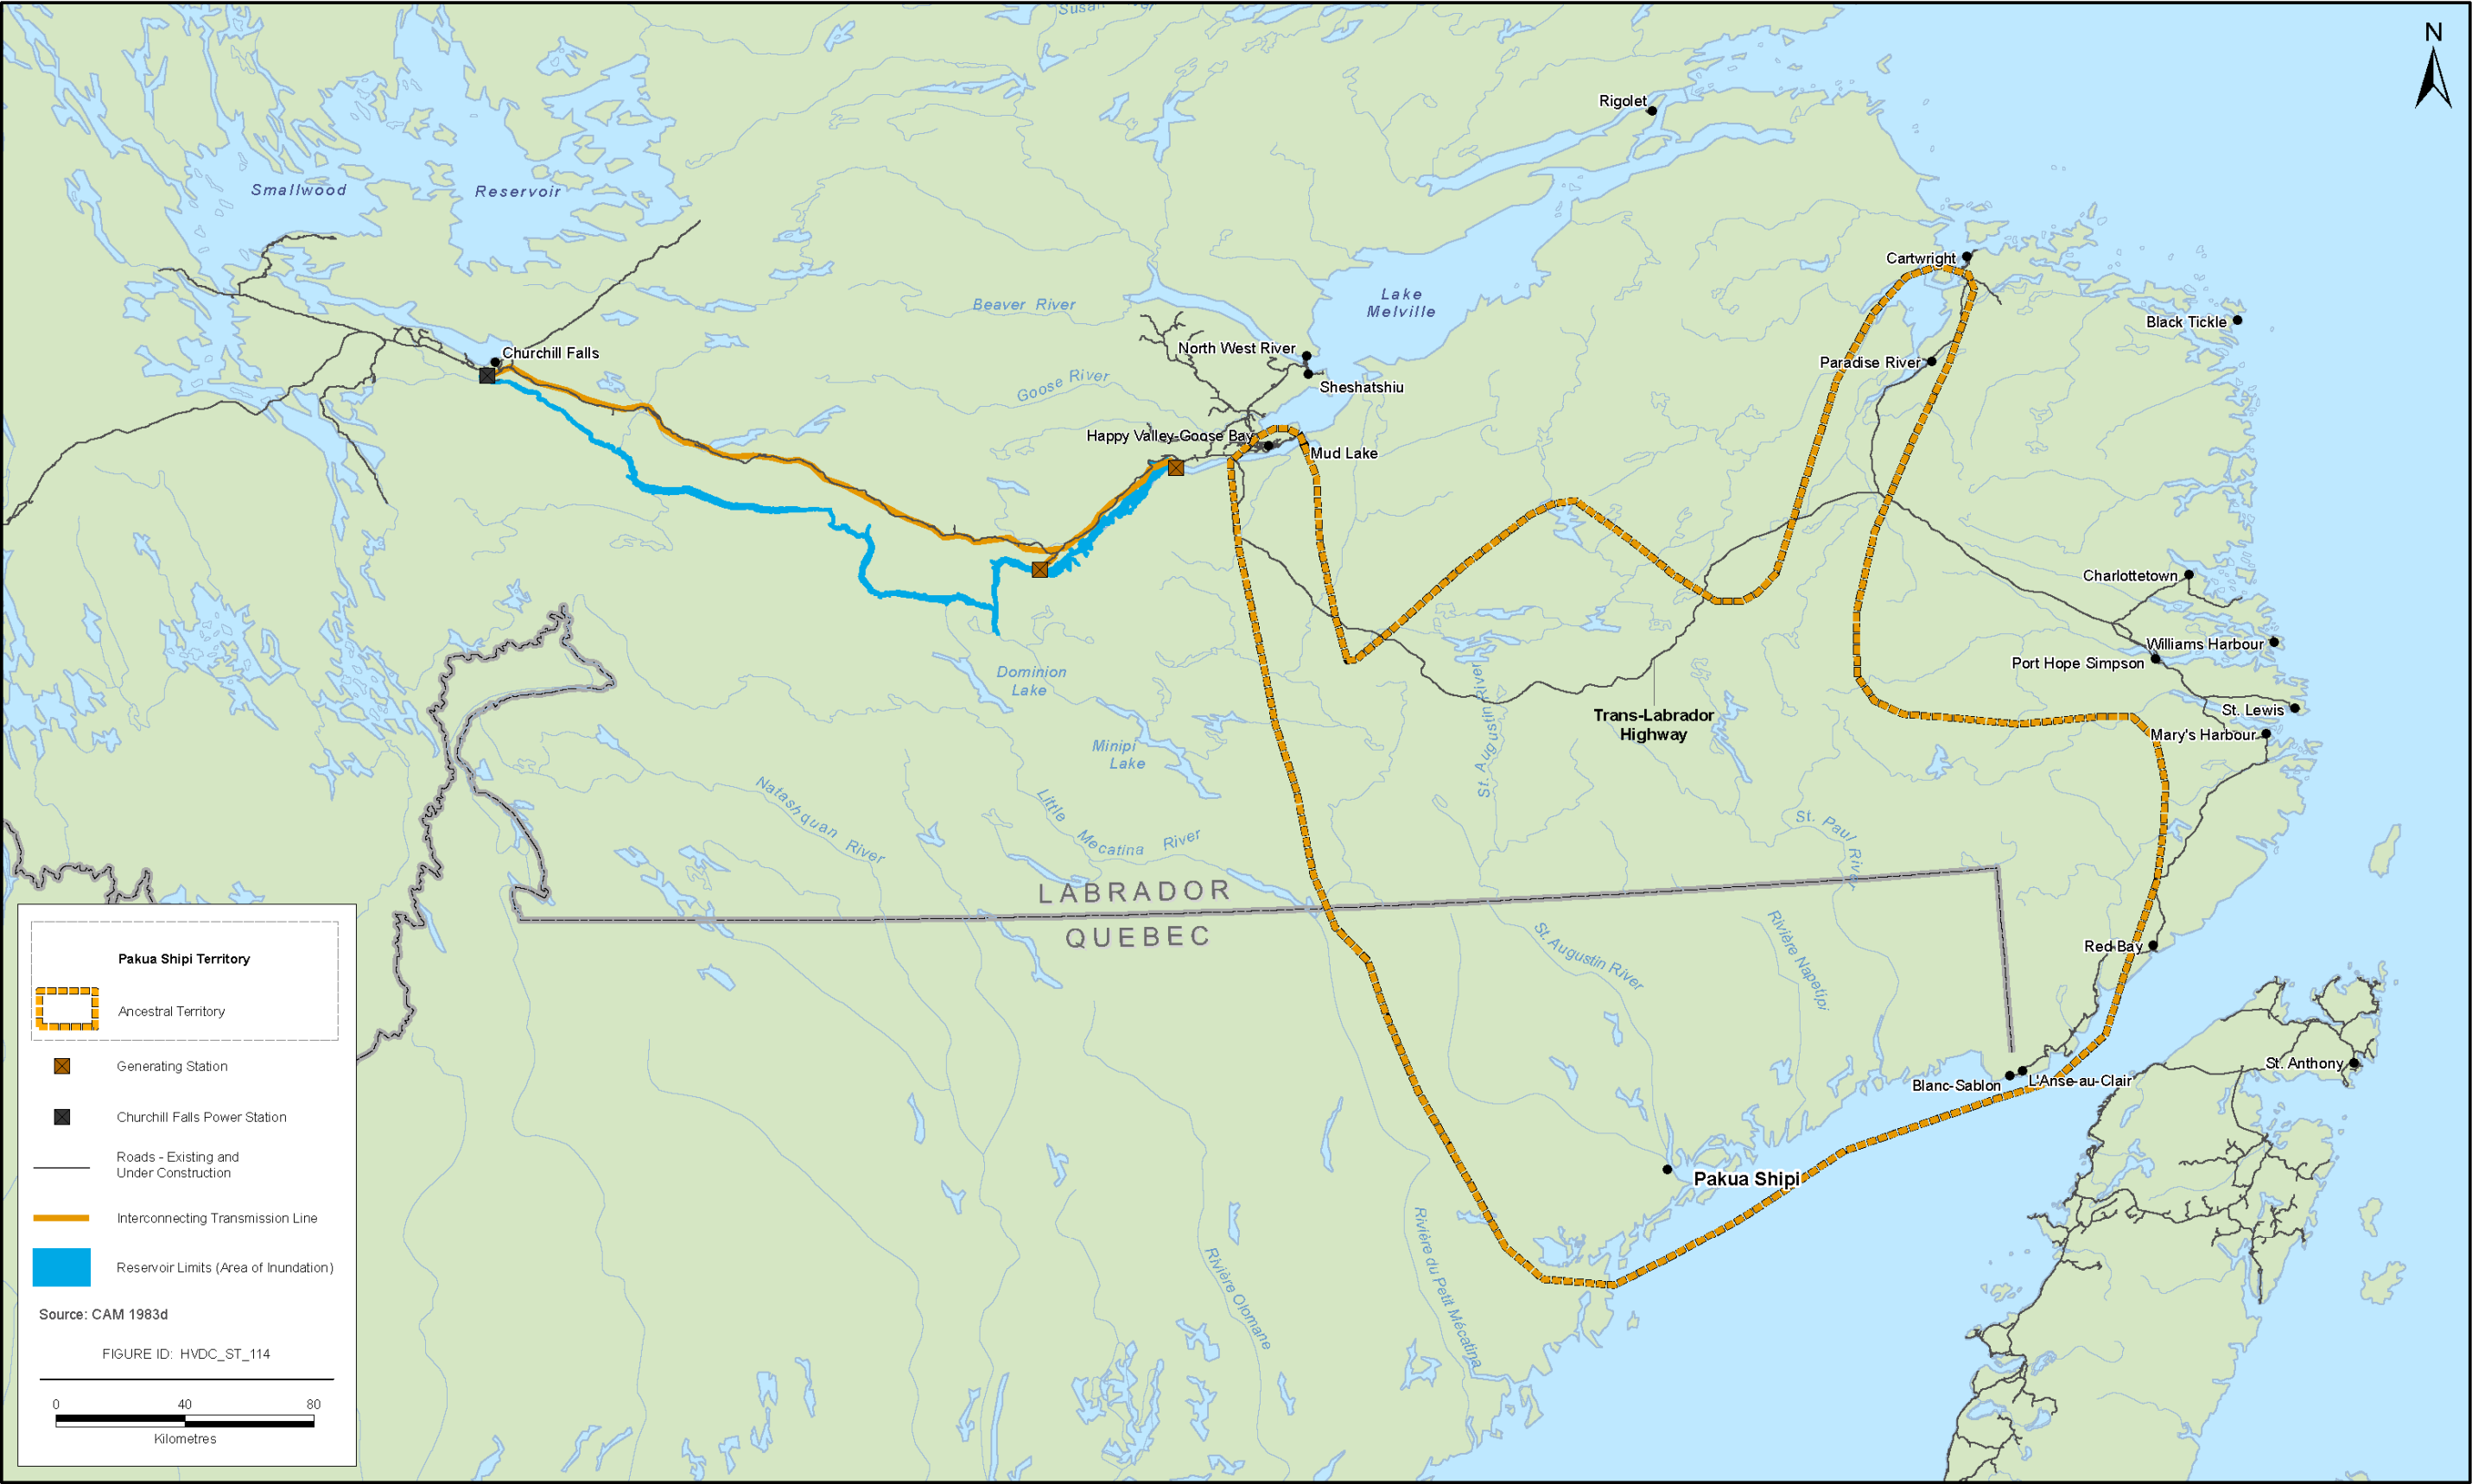 Susan
N
Rigolet
Smallwood
Reservoir
Cartwright
Beaver River
Lake
Melville
Black Tickle
North West River
Churchill Falls
Paradise River
Sheshatshiu
Goose River
Happy Valley-Goose Bay
Mud Lake
Charlottetown
Williams Harbour
Port Hope Simpson
Dominion
Lake
St. Augustin River
St. Lewis
Trans-Labrador
Highway
Mary's Harbour
Minipi
Lake
Natashquan River
Little Mecatina River
St. Paul River
LABRADOR
QUEBEC
St. Augustin River
Rivière Napetipi
Red Bay
St. Anthony
Blanc-Sablon
L'Anse-au-Clair
Pakua Shipi
Rivière du Petit Mécatina
Rivière Olomane
Pakua Shipi Territory
Ancestral Territory
Generating Station
Churchill Falls Power Station
Roads - Existing and
Under Construction
Interconnecting Transmission Line
Reservoir Limits (Area of Inundation)
Source: CAM 1983d
FIGURE ID: HVDC_ST_114
0 40 80
Kilometres